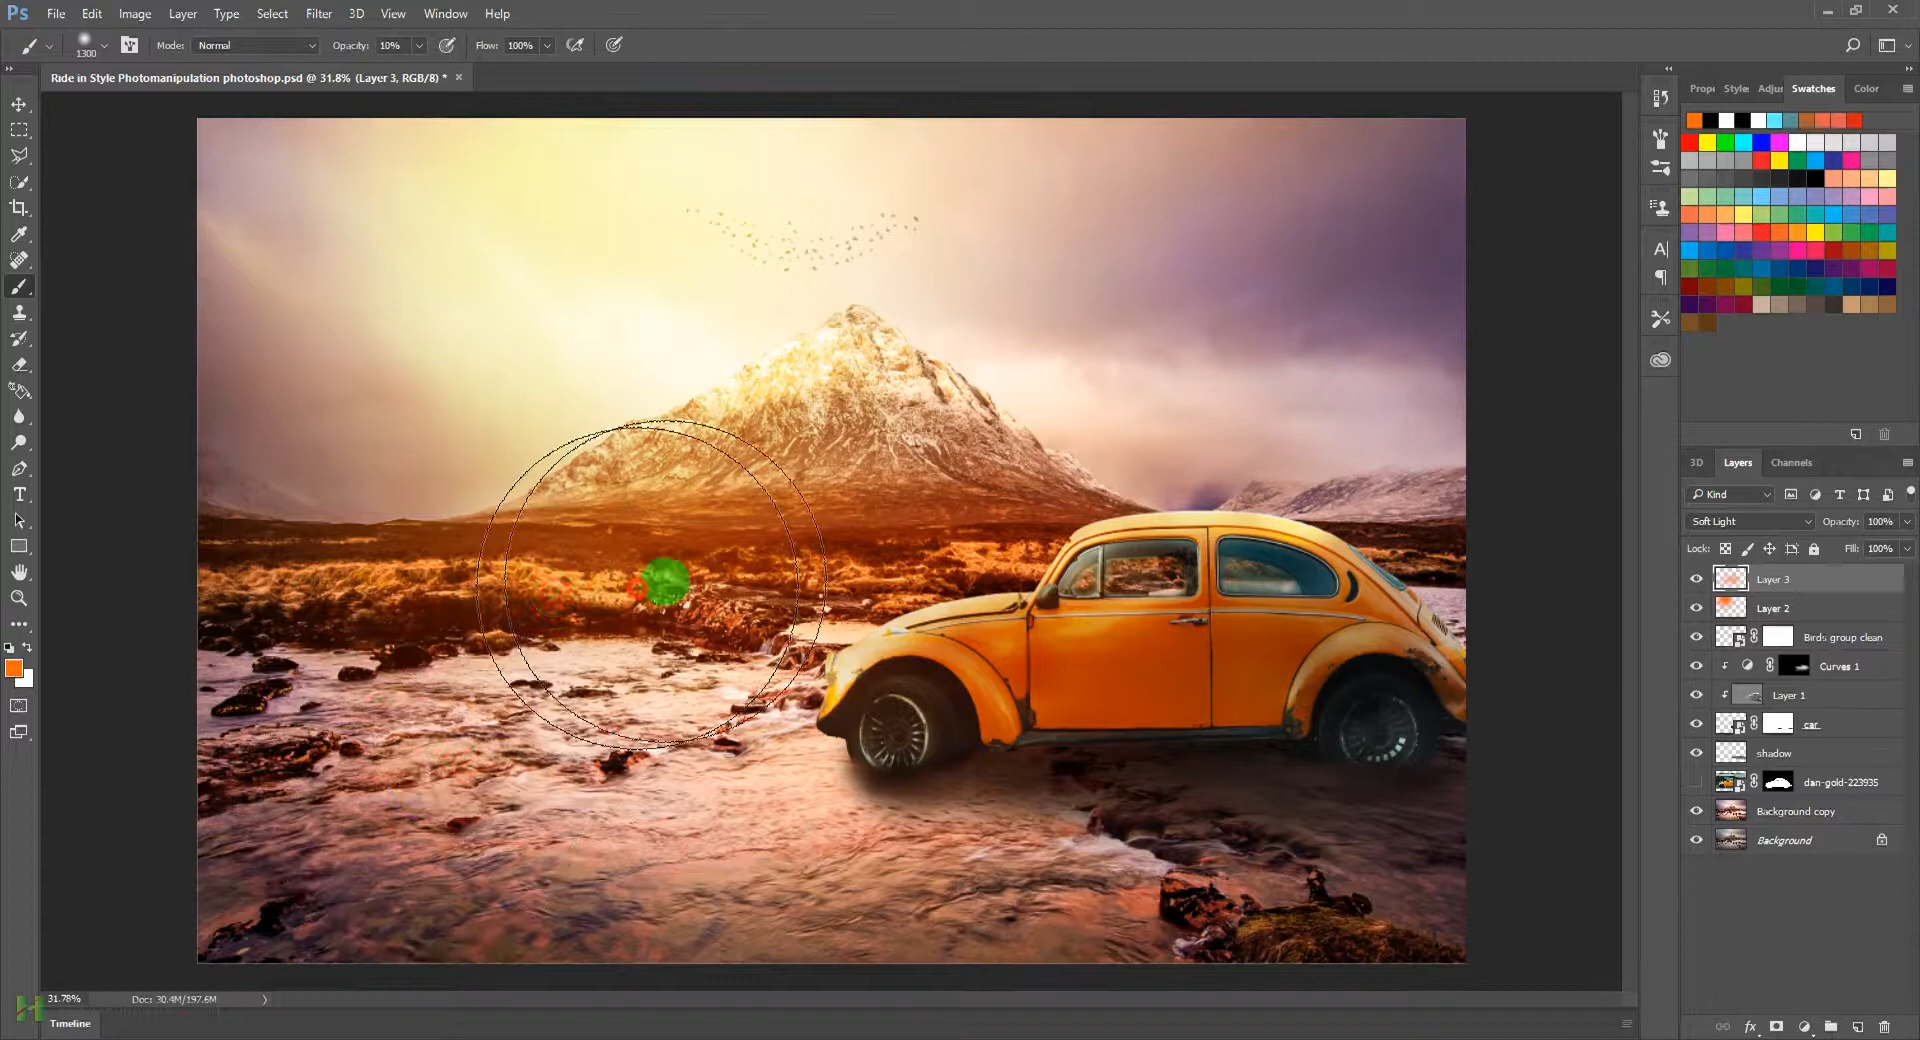 Ps File Edit Image Layer Type Select Filter 3D View Window Help
1300 Mode: Normal Opacity: 10% Flow: 100%
Ride in Style Photomanipulation photoshop.psd @ 31.8% (Layer 3, RGB/8) *
Prope Styles Adjus Swatches Color
3D Layers Channels
Kind
Soft Light Opacity: 100%
Lock: Fill: 100%
Layer 3
Layer 2
Birds group clean
Curves 1
Layer 1
car
shadow
dan-gold-223935
Background copy
Background
31.78% Doc: 30.4M/197.6M
Timeline